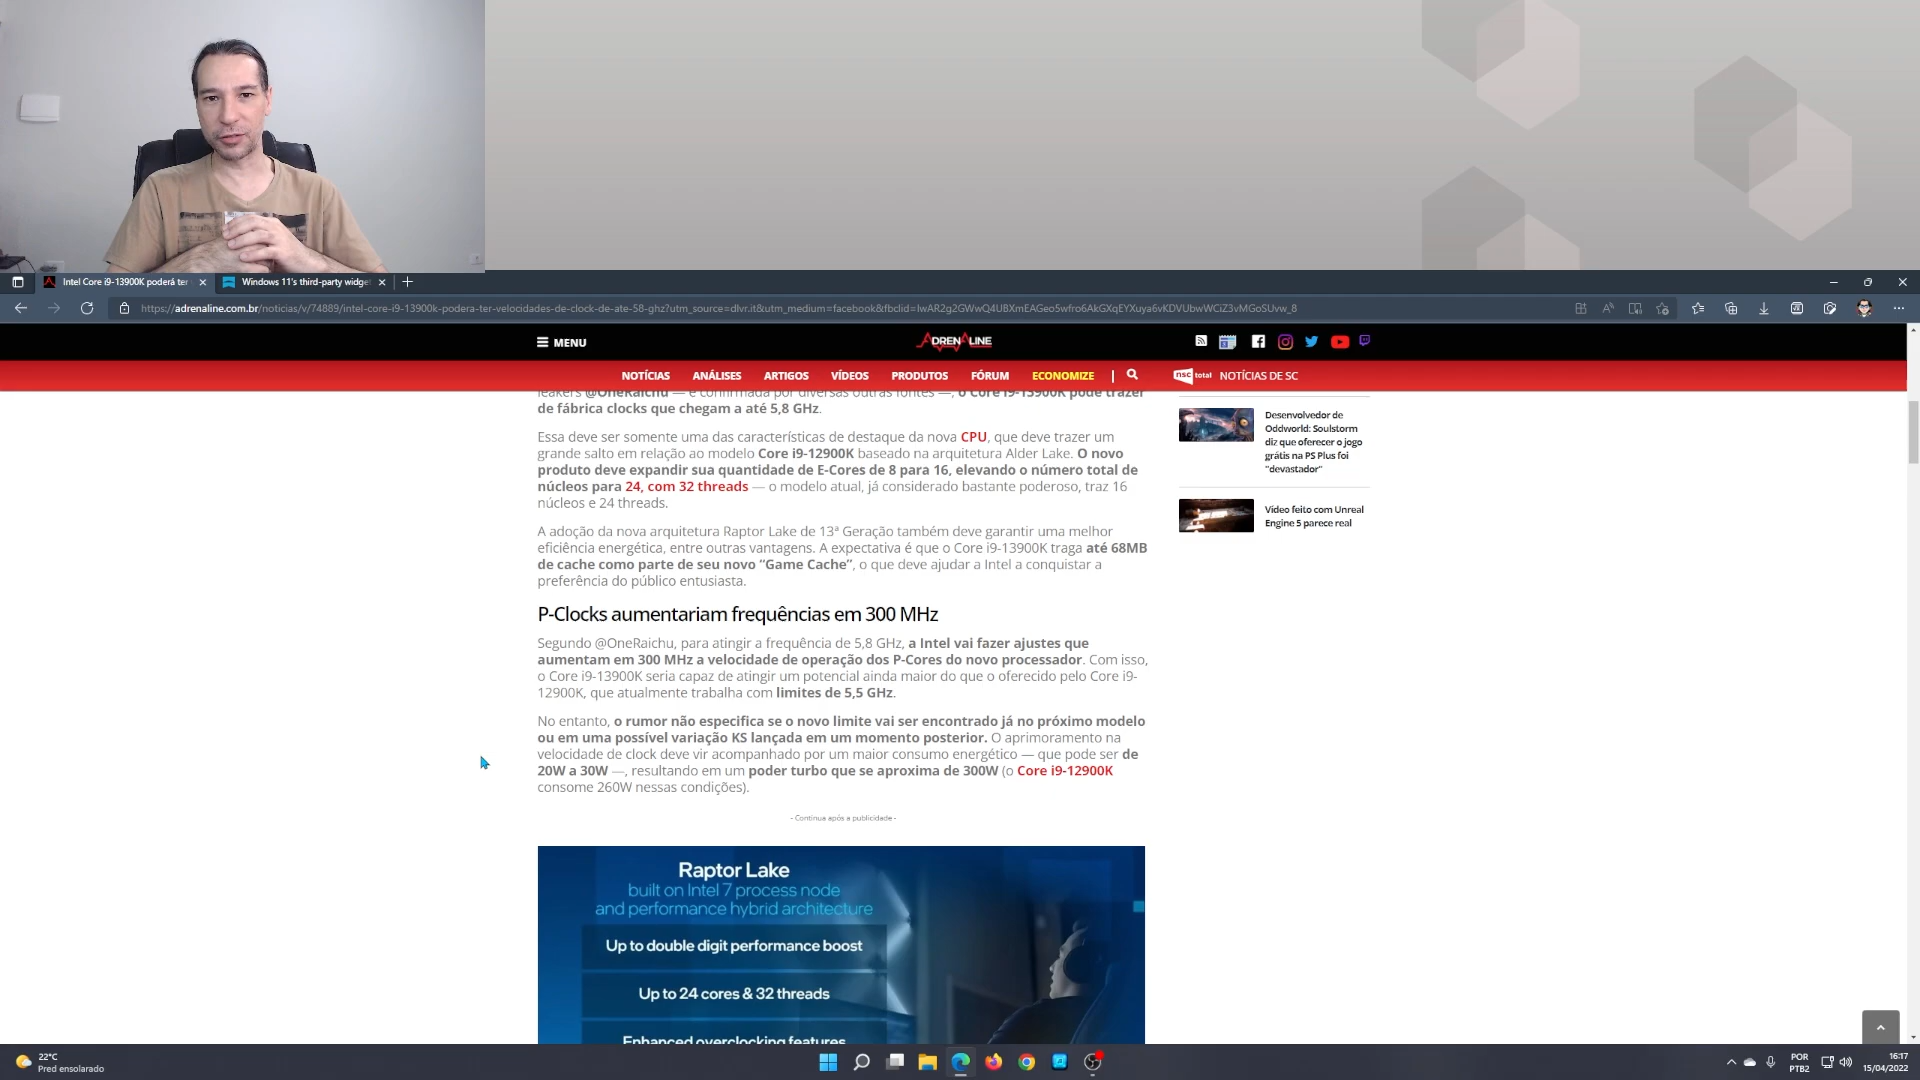 Intel Core i9-13900K poderá ter
Windows 11's third-party widge
https://adrenaline.com.br/noticias/v/74889/intel-core-i9-13900k-podera-ter-velocidades-de-clock-de-ate-58-ghz?utm_source=dlvr.it&utm_medium=facebook&fbclid=IwAR2g2GWwQ4UBXmEAGeo5wfro6AkGXqEYXuya6vKDVUbwWCiZ3vMGoSUvw_8
MENU
ADRENALINE
NOTÍCIAS ANÁLISES ARTIGOS VÍDEOS PRODUTOS FÓRUM ECONOMIZE | nsc total NOTÍCIAS DE SC
leakers @OneRaichu — e confirmada por diversas outras fontes —, o Core i9-13900K pode trazer
de fábrica clocks que chegam a até 5,8 GHz.
Essa deve ser somente uma das características de destaque da nova CPU, que deve trazer um
grande salto em relação ao modelo Core i9-12900K baseado na arquitetura Alder Lake. O novo
produto deve expandir sua quantidade de E-Cores de 8 para 16, elevando o número total de
núcleos para 24, com 32 threads — o modelo atual, já considerado bastante poderoso, traz 16
núcleos e 24 threads.
A adoção da nova arquitetura Raptor Lake de 13ª Geração também deve garantir uma melhor
eficiência energética, entre outras vantagens. A expectativa é que o Core i9-13900K traga até 68MB
de cache como parte de seu novo “Game Cache”, o que deve ajudar a Intel a conquistar a
preferência do público entusiasta.
P-Clocks aumentariam frequências em 300 MHz
Segundo @OneRaichu, para atingir a frequência de 5,8 GHz, a Intel vai fazer ajustes que
aumentam em 300 MHz a velocidade de operação dos P-Cores do novo processador. Com isso,
o Core i9-13900K seria capaz de atingir um potencial ainda maior do que o oferecido pelo Core i9-
12900K, que atualmente trabalha com limites de 5,5 GHz.
No entanto, o rumor não especifica se o novo limite vai ser encontrado já no próximo modelo
ou em uma possível variação KS lançada em um momento posterior. O aprimoramento na
velocidade de clock deve vir acompanhado por um maior consumo energético — que pode ser de
20W a 30W —, resultando em um poder turbo que se aproxima de 300W (o Core i9-12900K
consome 260W nessas condições).
- Continua após a publicidade -
Raptor Lake
built on Intel 7 process node
and performance hybrid architecture
Up to double digit performance boost
Up to 24 cores & 32 threads
Enhanced overclocking features
Desenvolvedor de
Oddworld: Soulstorm
diz que oferecer o jogo
grátis na PS Plus foi
"devastador"
Vídeo feito com Unreal
Engine 5 parece real
22°C
Pred ensolarado
POR
PTB2
16:17
15/04/2022